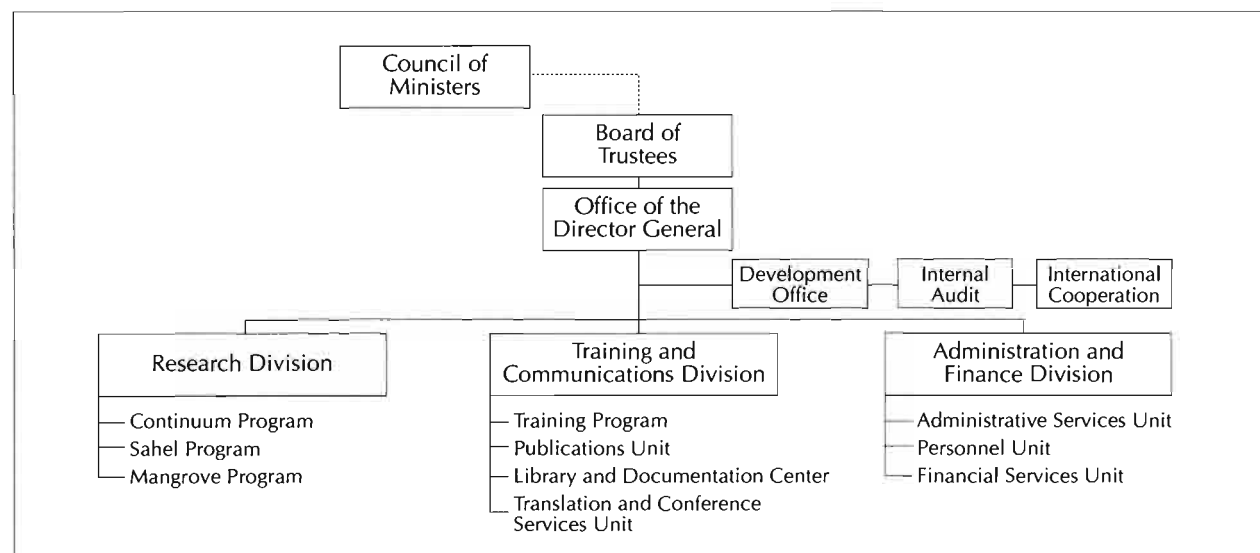 Council of
Ministers
Board of
Trustees
Office of the
Director General
Development
Office
Internal
Audit
International
Cooperation
Research Division
Continuum Program
Sahel Program
Mangrove Program
Training and
Communications Division
Training Program
Publications Unit
Library and Documentation Center
Translation and Conference
Services Unit
Administration and
Finance Division
Administrative Services Unit
Personnel Unit
Financial Services Unit